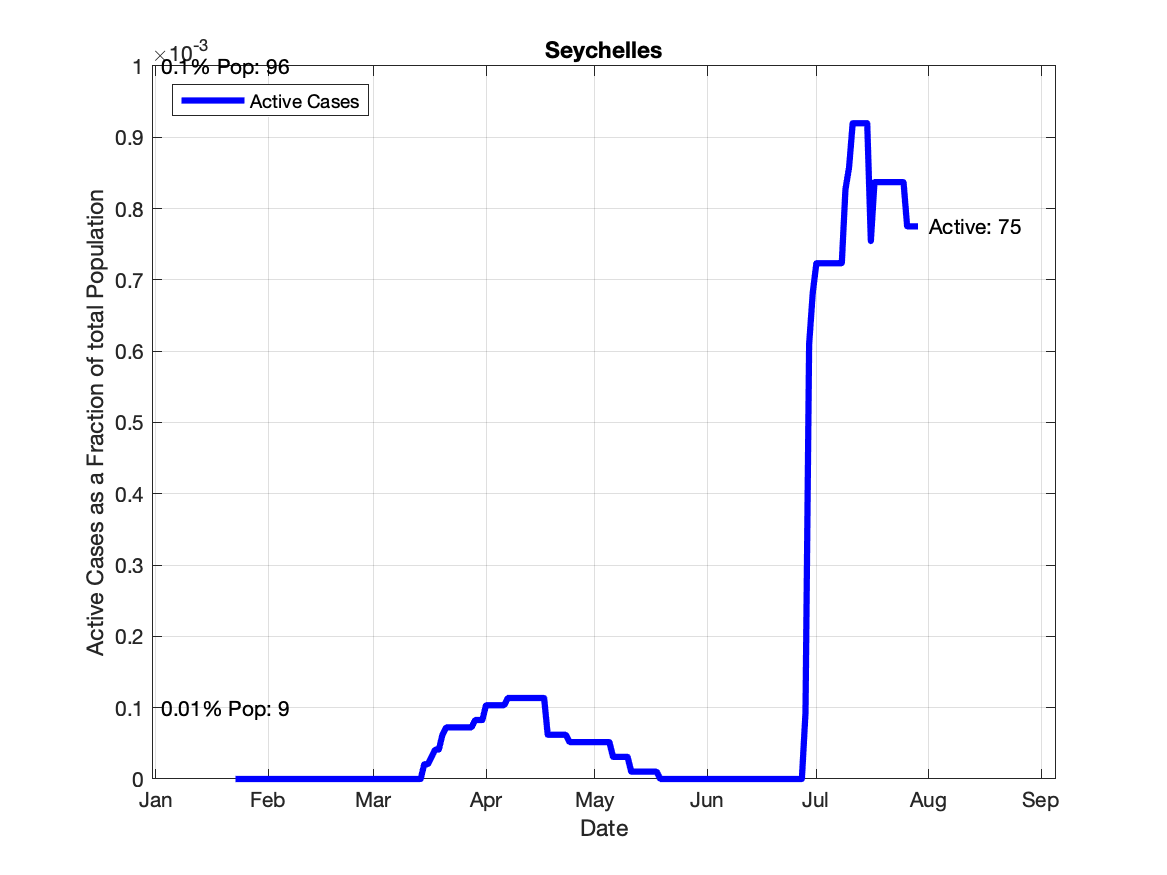 Seychelles
×10-3
0.1% Pop: 96
Active Cases
1
0.9
0.8
0.7
0.6
0.5
0.4
0.3
0.2
0.1
0
Active: 75
0.01% Pop: 9
Active Cases as a Fraction of total Population
Jan Feb Mar Apr May Jun Jul Aug Sep
Date